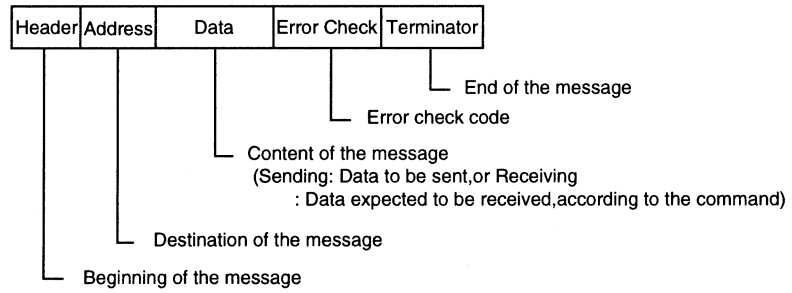 Header Address Data Error Check Terminator
End of the message
Error check code
Content of the message
(Sending: Data to be sent,or Receiving
: Data expected to be received,according to the command)
Destination of the message
Beginning of the message